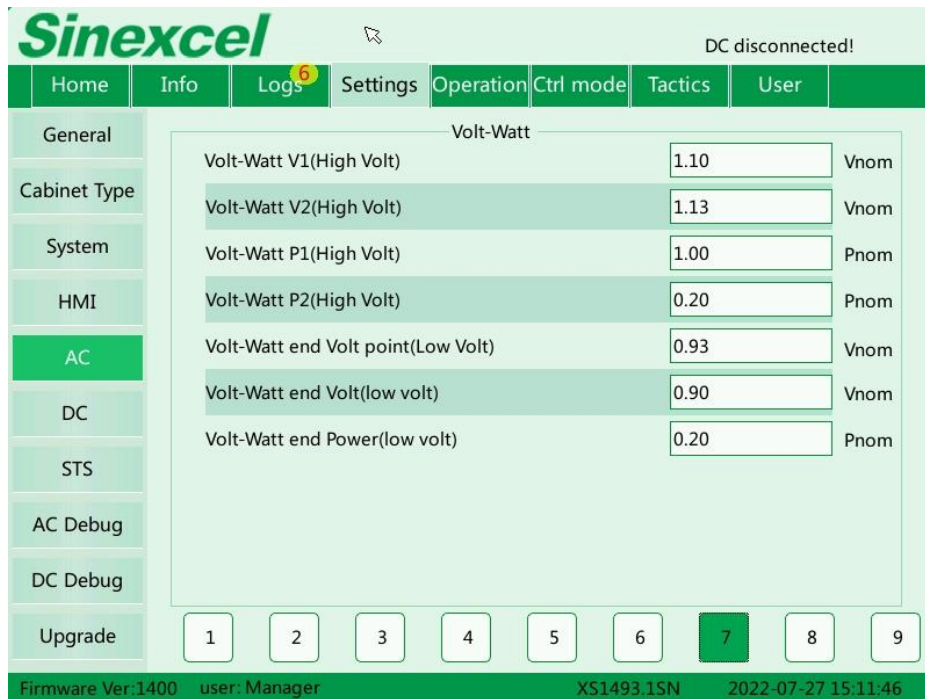 Sinexcel
DC disconnected!
Home Info Logs 6 Settings Operation Ctrl mode Tactics User
General
Cabinet Type
System
HMI
AC
DC
STS
AC Debug
DC Debug
Upgrade
Volt-Watt
Volt-Watt V1(High Volt) 1.10 Vnom
Volt-Watt V2(High Volt) 1.13 Vnom
Volt-Watt P1(High Volt) 1.00 Pnom
Volt-Watt P2(High Volt) 0.20 Pnom
Volt-Watt end Volt point(Low Volt) 0.93 Vnom
Volt-Watt end Volt(low volt) 0.90 Vnom
Volt-Watt end Power(low volt) 0.20 Pnom
1 2 3 4 5 6 7 8 9
Firmware Ver:1400 user: Manager XS1493.1SN 2022-07-27 15:11:46